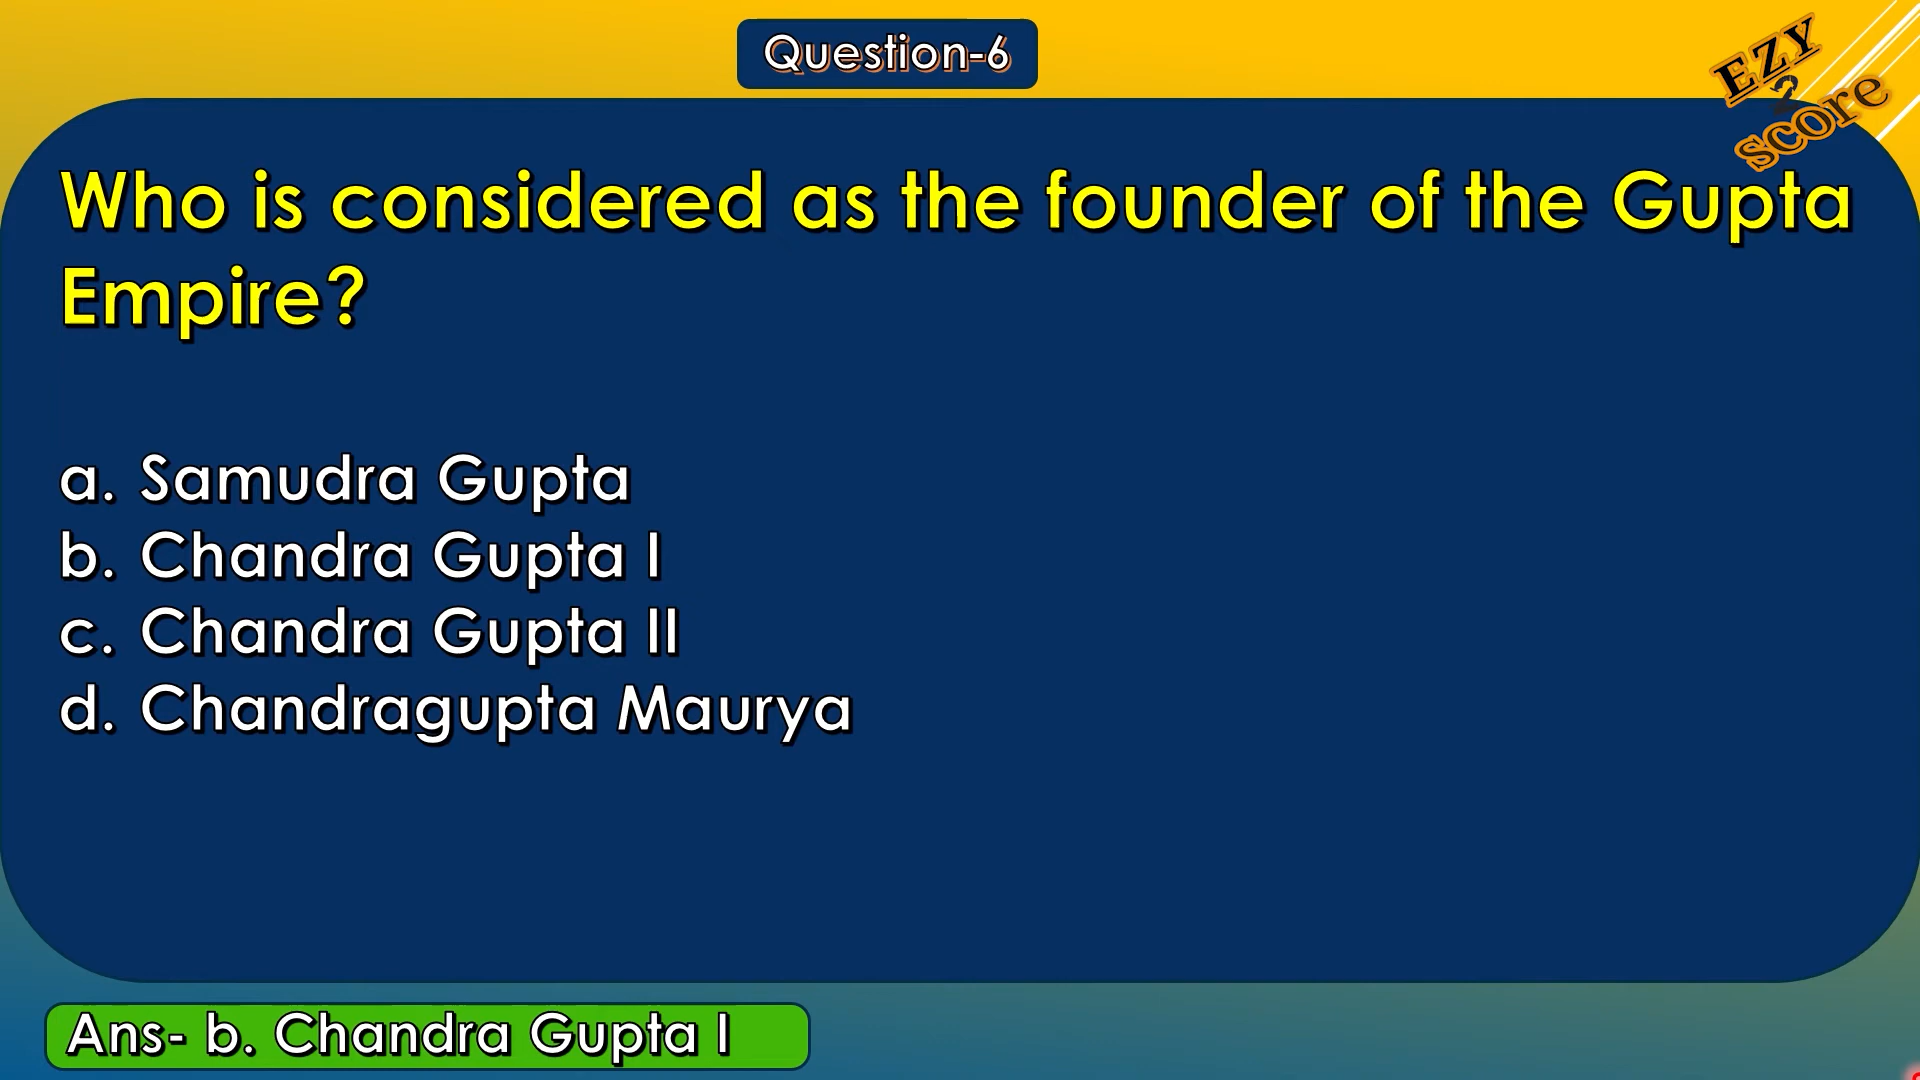 Question-6
EZY
2
score
Who is considered as the founder of the Gupta
Empire?
a. Samudra Gupta
b. Chandra Gupta I
c. Chandra Gupta II
d. Chandragupta Maurya
Ans- b. Chandra Gupta I